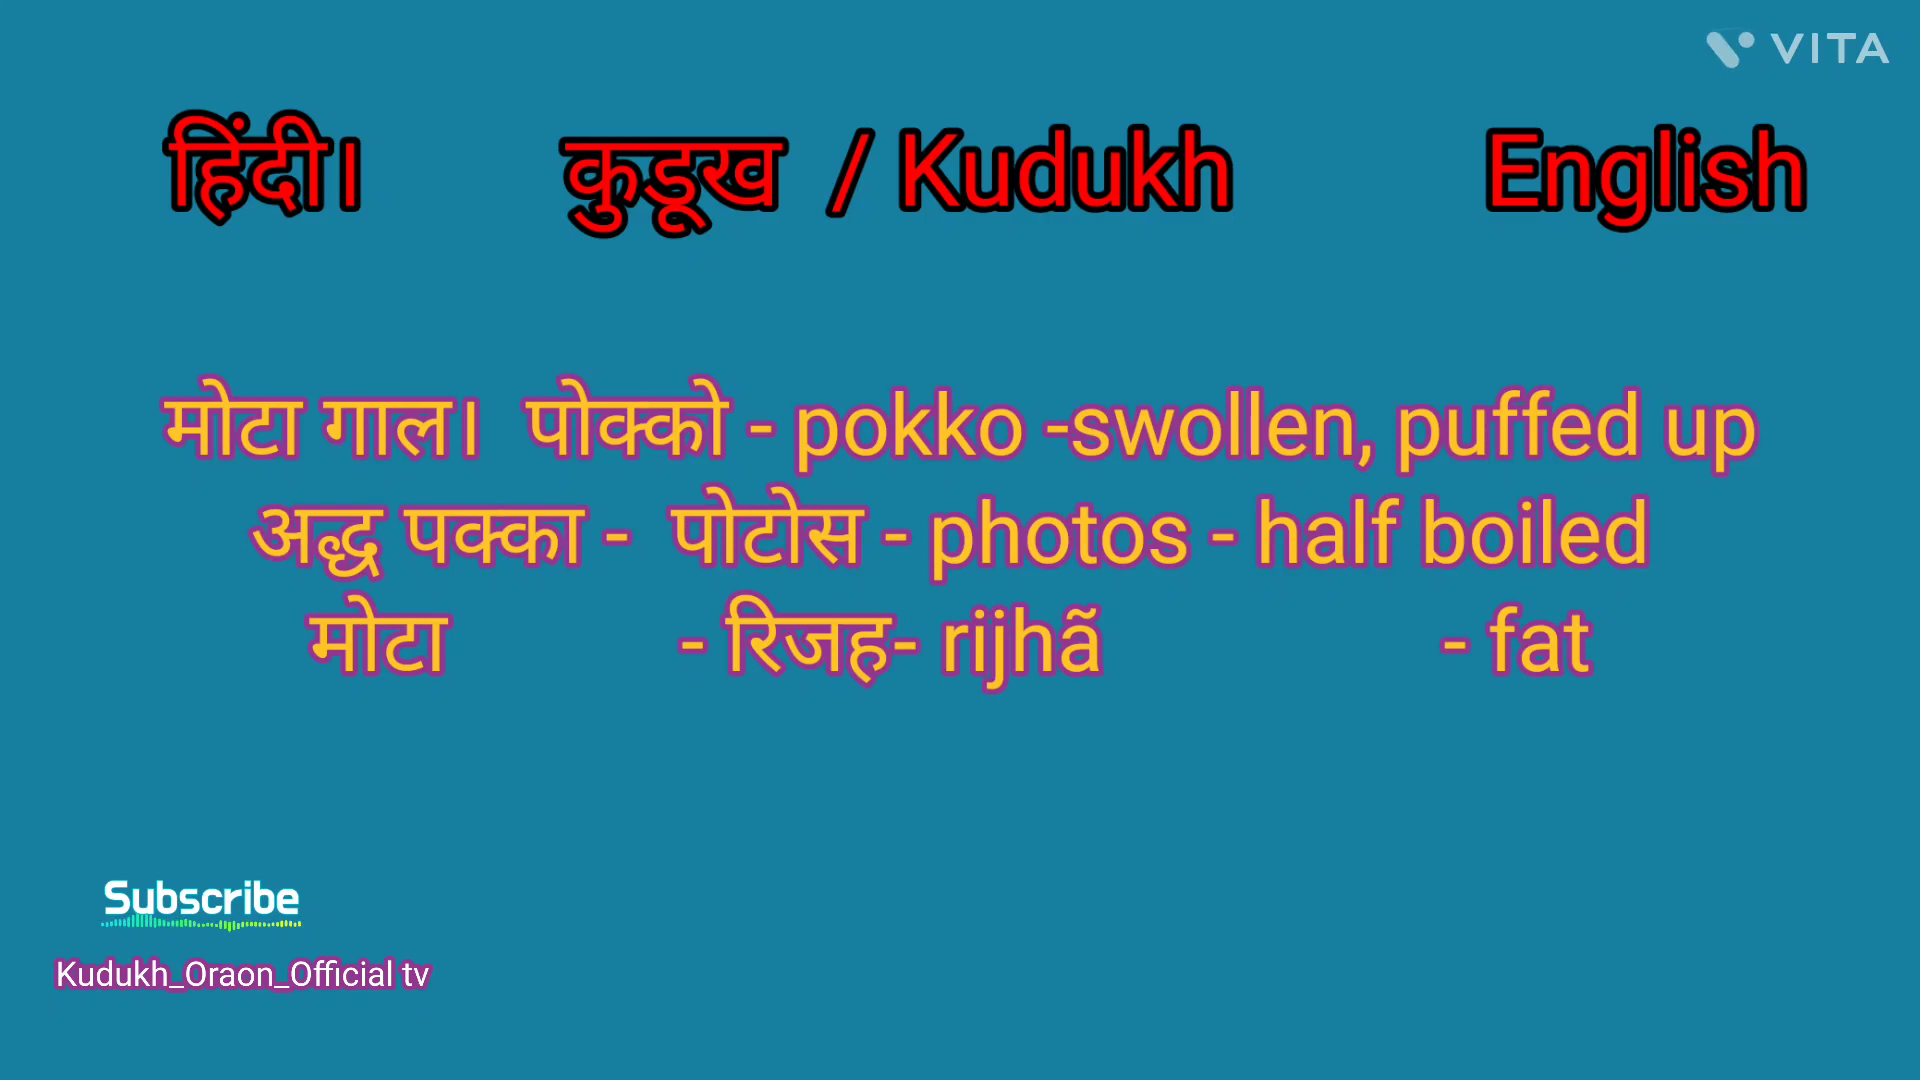 VITA
हिंदी। कुडूख / Kudukh English
मोटा गाल। पोक्को - pokko -swollen, puffed up
अद्ध पक्का - पोटोस - photos - half boiled
मोटा - रिजह- rijhã - fat
Subscribe
Kudukh_Oraon_Official tv